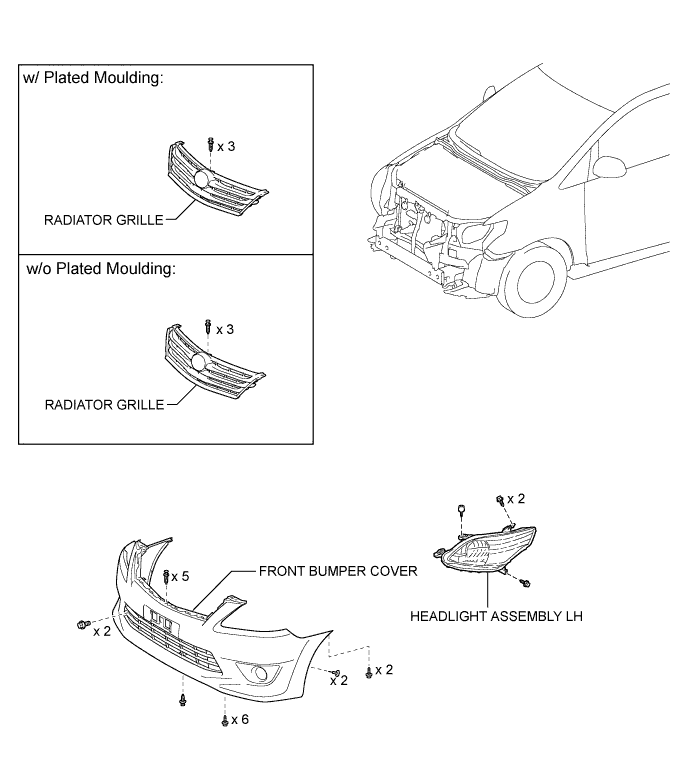 w/ Plated Moulding:
x 3
RADIATOR GRILLE
w/o Plated Moulding:
x 3
RADIATOR GRILLE
x 2
x 5
FRONT BUMPER COVER
HEADLIGHT ASSEMBLY LH
x 2
x 2
x 2
x 6